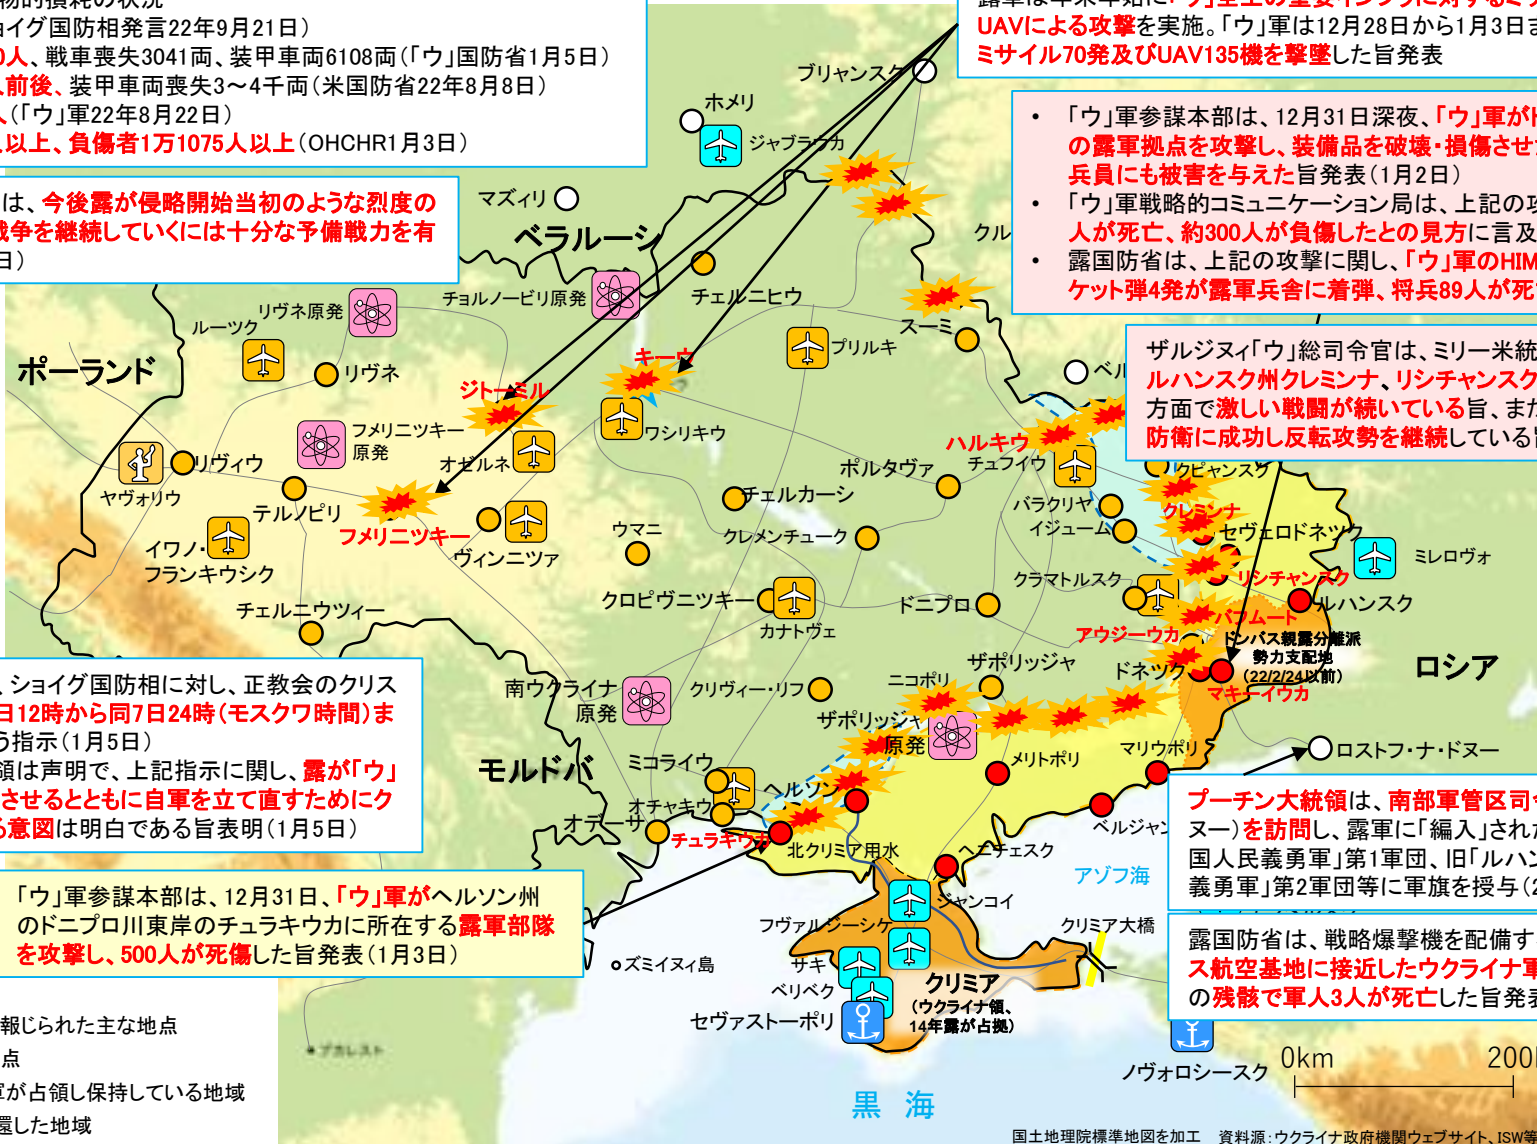 物的損耗の状況
ョイグ国防相発言22年9月21日）
0人、戦車喪失3041両、装甲車両6108両（「ウ」国防省1月5日）
人前後、装甲車両喪失3～4千両（米国防省22年8月8日）
人（「ウ」軍22年8月22日）
人以上、負傷者1万1075人以上（OHCHR1月3日）
は、今後露が侵略開始当初のような烈度の
戦争を継続していくには十分な予備戦力を有
日）
露軍は年末年始に「ウ」全土の重要インフラに対するミサ
UAVによる攻撃を実施。「ウ」軍は12月28日から1月3日ま
ミサイル70発及びUAV135機を撃墜した旨発表
• 「ウ」軍参謀本部は、12月31日深夜、「ウ」軍がド
の露軍拠点を攻撃し、装備品を破壊・損傷させ
兵員にも被害を与えた旨発表（1月2日）
• 「ウ」軍戦略的コミュニケーション局は、上記の攻
人が死亡、約300人が負傷したとの見方に言及
• 露国防省は、上記の攻撃に関し、「ウ」軍のHIM
ケット弾4発が露軍兵舎に着弾、将兵89人が死
ザルジヌィ「ウ」総司令官は、ミリー米統
ルハンスク州クレミンナ、リシチャンスク
方面で激しい戦闘が続いている旨、また
防衛に成功し反転攻勢を継続している旨
ブリャンスク
ホメリ
ジャブラウカ
マズィリ
ベラルーシ
クル
チョルノービリ原発
チェルニヒウ
リヴネ原発
ルーツク
スーミ
プリルキ
ポーランド
リヴネ
キーウ
ベル
ジトーミル
フメリニツキー
原発
ワシリキウ
ハルキウ
オゼルネ
チュフイウ
リヴィウ
ポルタヴァ
クピャンスク
ヤヴォリウ
チェルカーシ
バラクリヤ
テルノピリ
クレミンナ
フメリニツキー
ウマニ
クレメンチューク
イジューム
セヴェロドネツク
イワノ・
フランキウシク
ヴィンニツァ
ミレロヴォ
クラマトルスク
リシチャンスク
チェルニウツィー
クロピヴニツキー
ドニプロ
ルハンスク
カナトヴェ
バフムート
アウジーウカ
ドンバス親露分離派
勢力支配地
（22/2/24以前）
ザポリッジャ
ドネツク
ロシア
南ウクライナ
原発
クリヴィー・リフ
ニコポリ
マキーイウカ
ザポリッジャ
原発
、ショイグ国防相に対し、正教会のクリス
日12時から同7日24時（モスクワ時間）ま
う指示（1月5日）
領は声明で、上記指示に関し、露が「ウ」
させるとともに自軍を立て直すためにク
る意図は明白である旨表明（1月5日）
モルドバ
ミコライウ
メリトポリ
マリウポリ
ロストフ・ナ・ドヌー
ヘルソン
オチャキウ
オデーサ
チュラキウカ
北クリミア用水
ヘニチェスク
ベルジャン
アゾフ海
プーチン大統領は、南部軍管区司令
ヌー）を訪問し、露軍に「編入」された
国人民義勇軍」第1軍団、旧「ルハン
義勇軍」第2軍団等に軍旗を授与（
「ウ」軍参謀本部は、12月31日、「ウ」軍がヘルソン州
のドニプロ川東岸のチュラキウカに所在する露軍部隊
を攻撃し、500人が死傷した旨発表（1月3日）
ジャンコイ
フヴァルジーシケ
クリミア大橋
露国防省は、戦略爆撃機を配備す
ス航空基地に接近したウクライナ軍
の残骸で軍人3人が死亡した旨発表
ズミイヌィ島
サキ
ベリベク
クリミア
（ウクライナ領、
14年露が占拠）
セヴァストーポリ
報じられた主な地点
点
軍が占領し保持している地域
還した地域
ブカレスト
黒海
ノヴォロシースク
0km 200
国土地理院標準地図を加工 資料源：ウクライナ政府機関ウェブサイト、ISW等